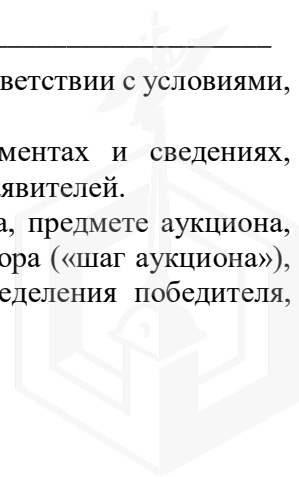 ветствии с условиями,
ментах и сведениях,
явителей.
а, предмете аукциона,
ора («шаг аукциона»),
еделения победителя,